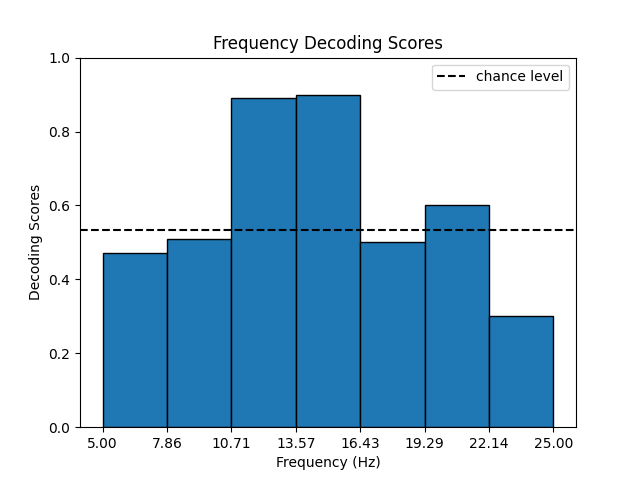 Frequency Decoding Scores
1.0
chance level
0.8
0.6
Decoding Scores
0.4
0.2
0.0
5.00 7.86 10.71 13.57 16.43 19.29 22.14 25.00
Frequency (Hz)